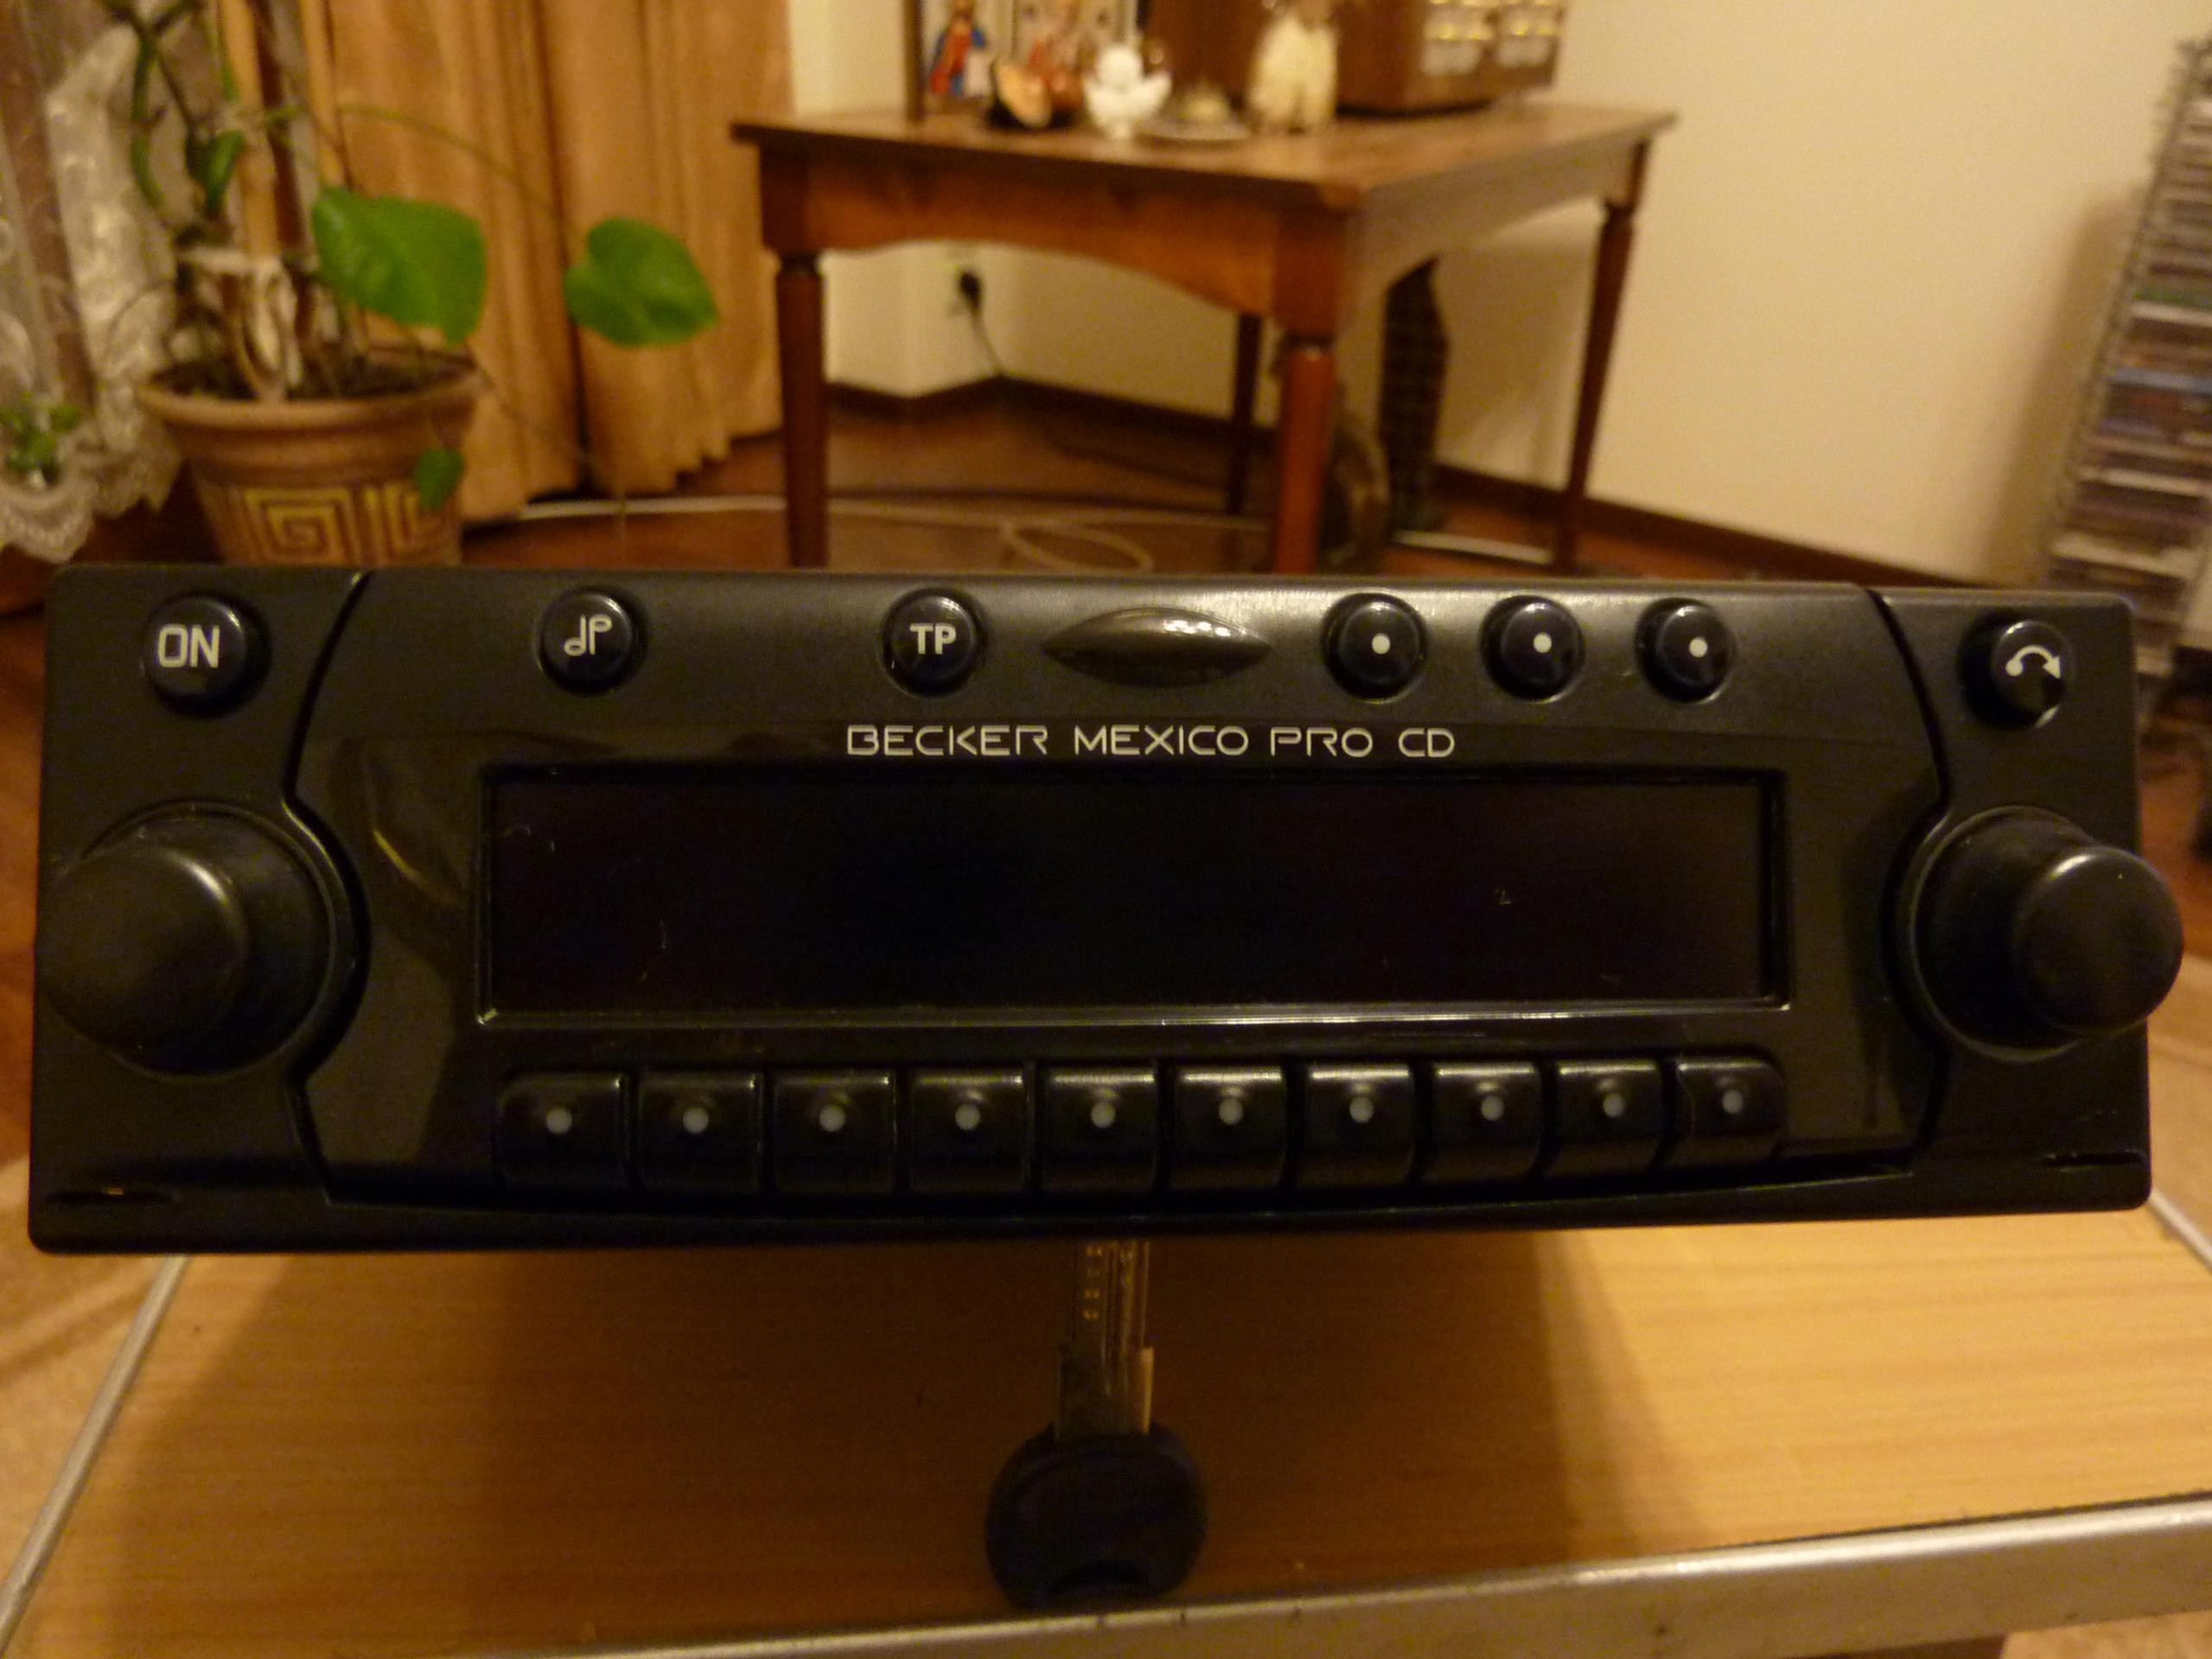 ON
TP
BECKER MEXICO PRO CD